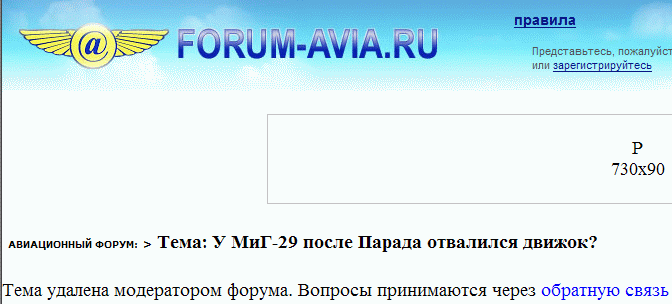 @
FORUM-AVIA.RU
правила
Представьтесь, пожалуйст
или зарегистрируйтесь
Р
730x90
АВИАЦИОННЫЙ ФОРУМ: > Тема: У МиГ-29 после Парада отвалился движок?
Тема удалена модератором форума. Вопросы принимаются через обратную связь